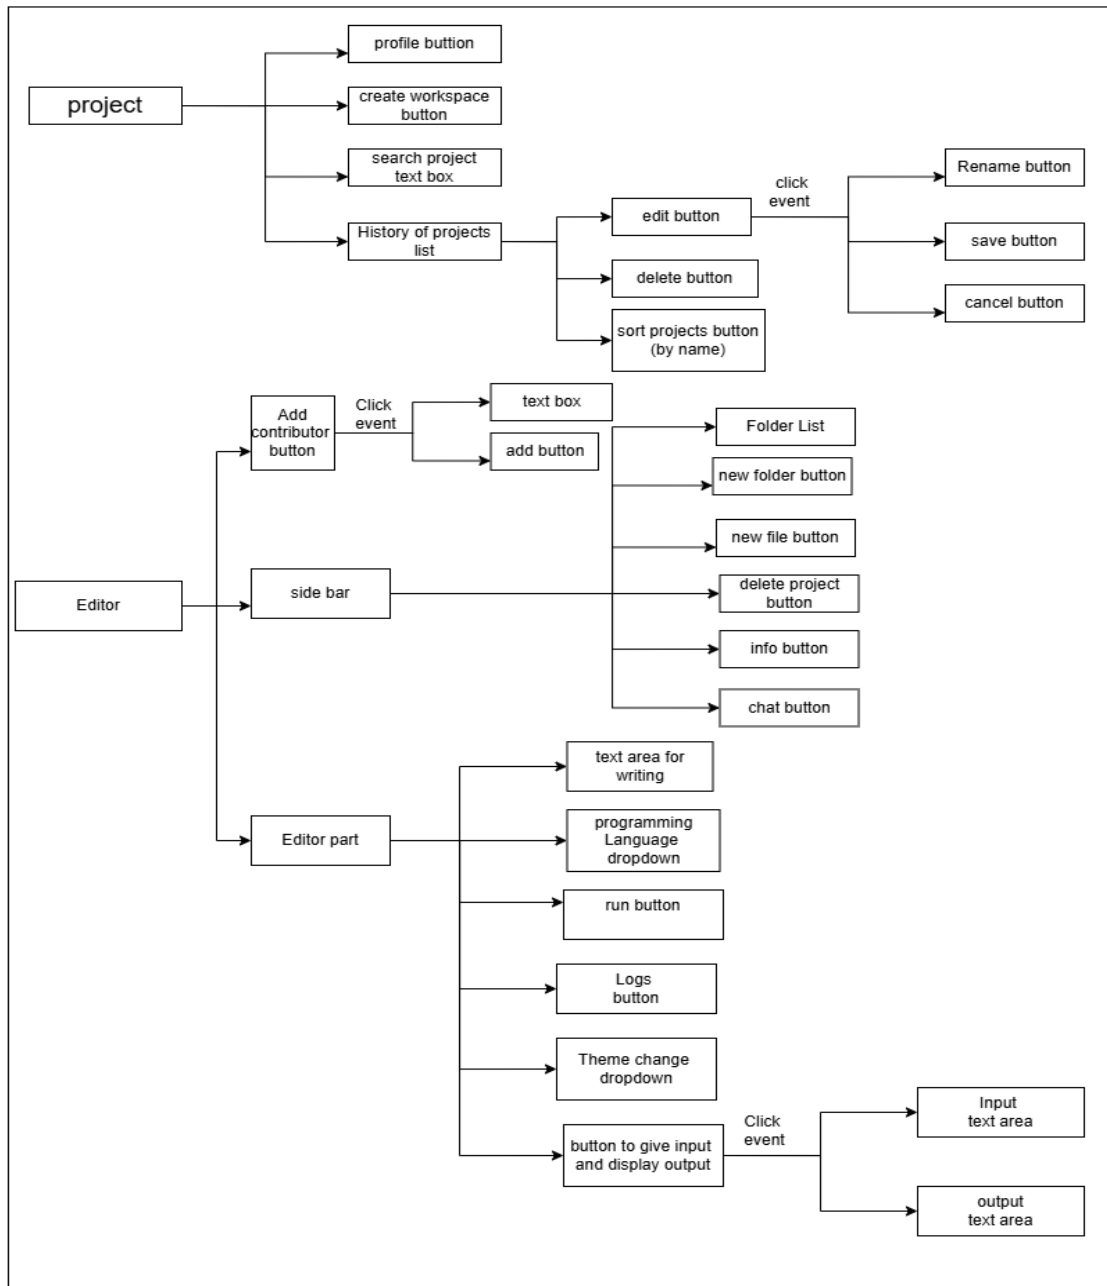 profile buttion
project
create workspace
button
search project
text box
History of projects
list
edit button
click
event
Rename button
save button
cancel button
delete button
sort projects button
(by name)
Add
contributor
button
Click
event
text box
add button
Folder List
new folder button
new file button
Editor
side bar
delete project
button
info button
chat button
text area for
writing
Editor part
programming
Language
dropdown
run button
Logs
button
Theme change
dropdown
button to give input
and display output
Click
event
Input
text area
output
text area